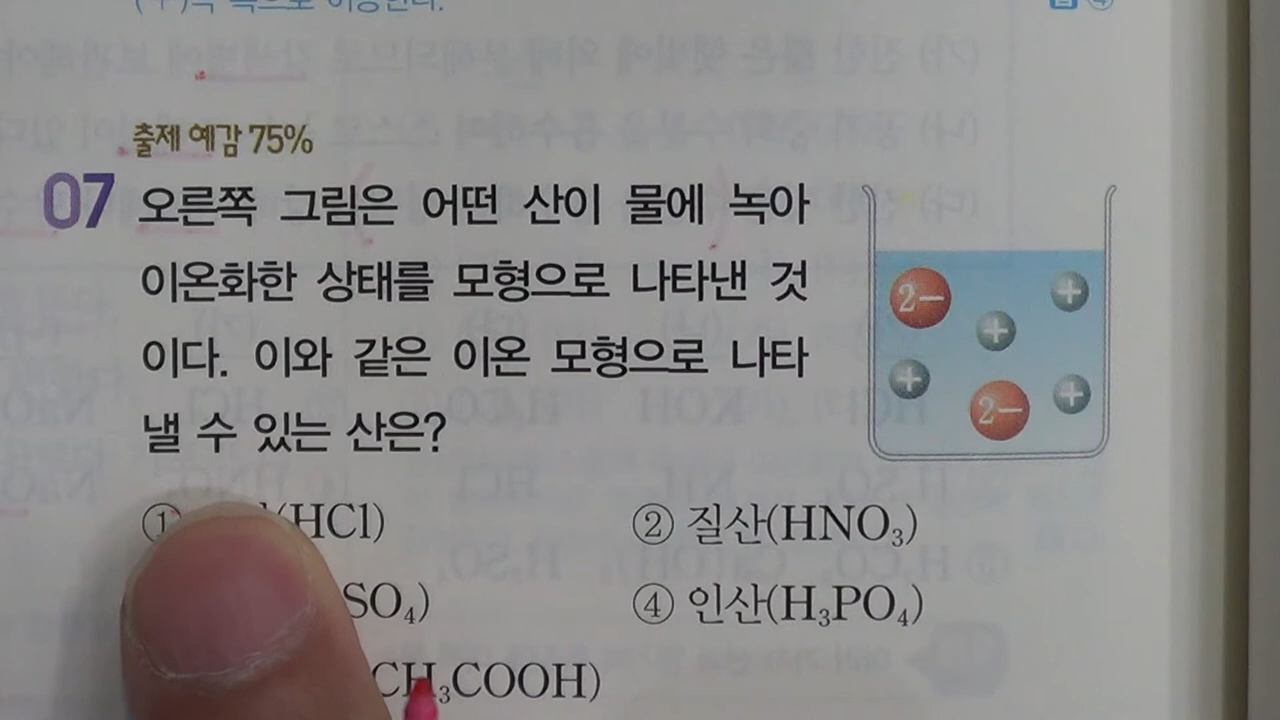 출제 예감 75%
07 오른쪽 그림은 어떤 산이 물에 녹아
이온화한 상태를 모형으로 나타낸 것
이다. 이와 같은 이온 모형으로 나타
낼 수 있는 산은?
2− +
+
+
2− +
① (HCl) ② 질산(HNO₃)
SO₄) ④ 인산(H₃PO₄)
CH₃COOH)